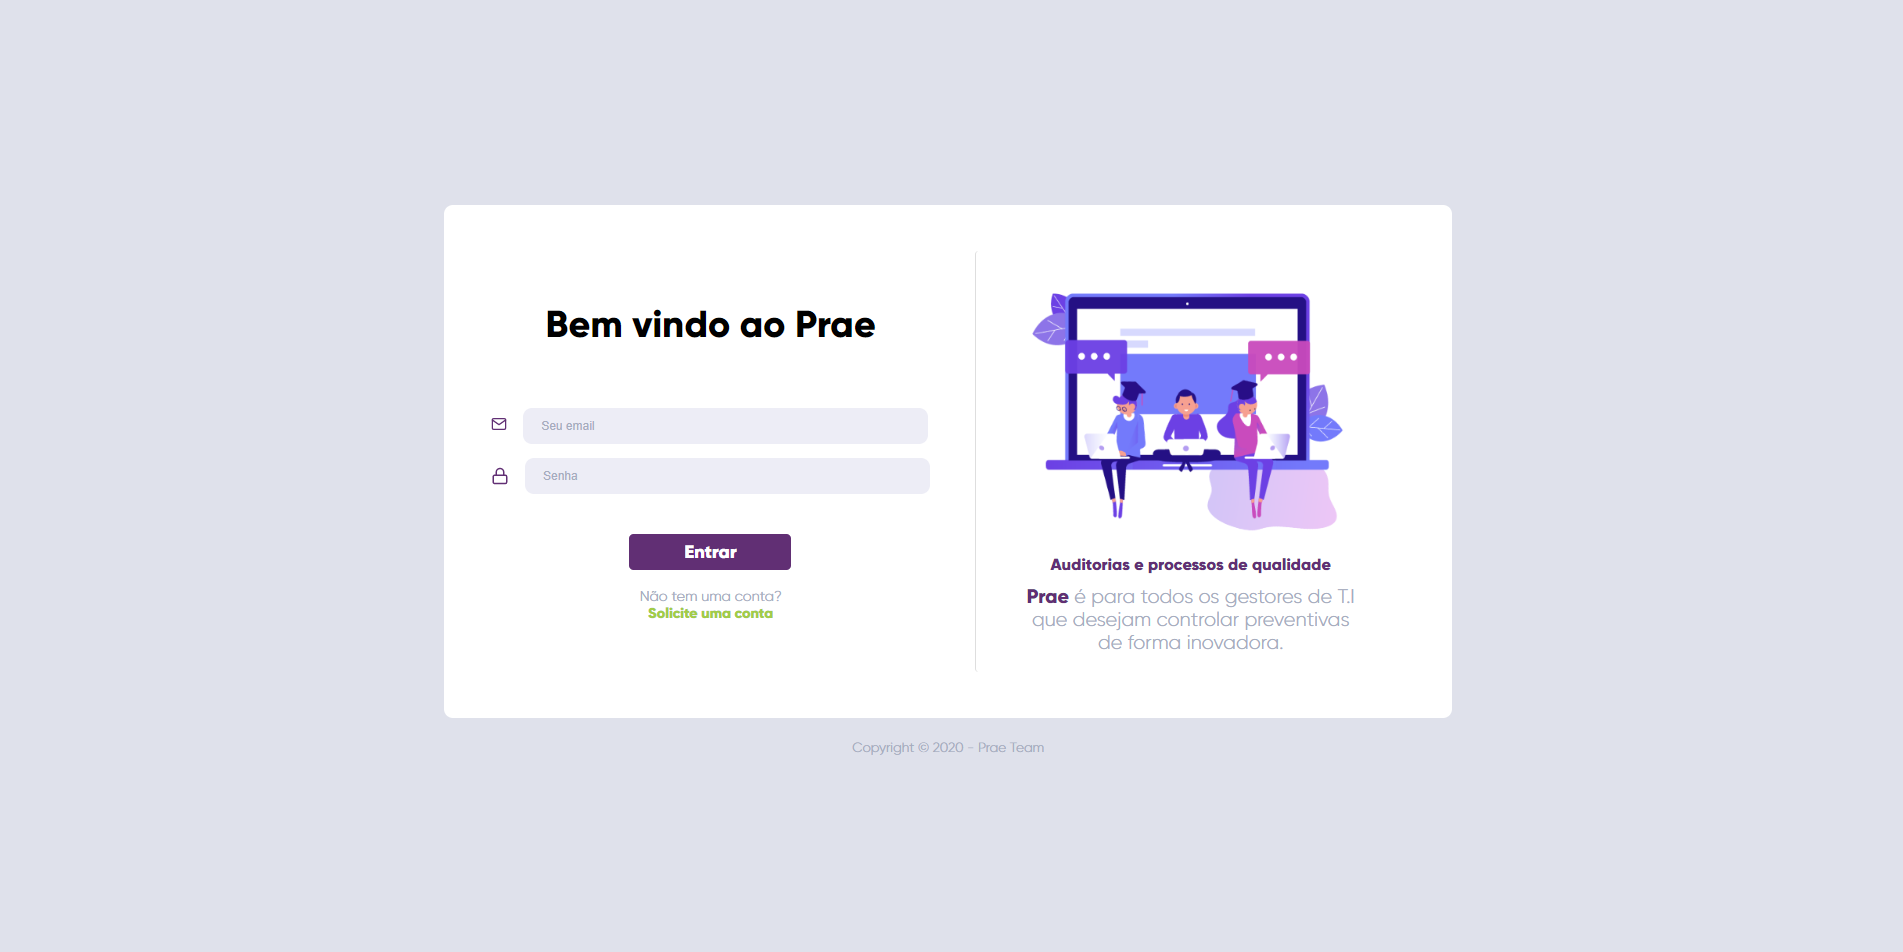 Bem vindo ao Prae
Seu email
Senha
Entrar
Não tem uma conta?
Solicite uma conta
Auditorias e processos de qualidade
Prae é para todos os gestores de T.I
que desejam controlar preventivas
de forma inovadora.
Copyright © 2020 - Prae Team